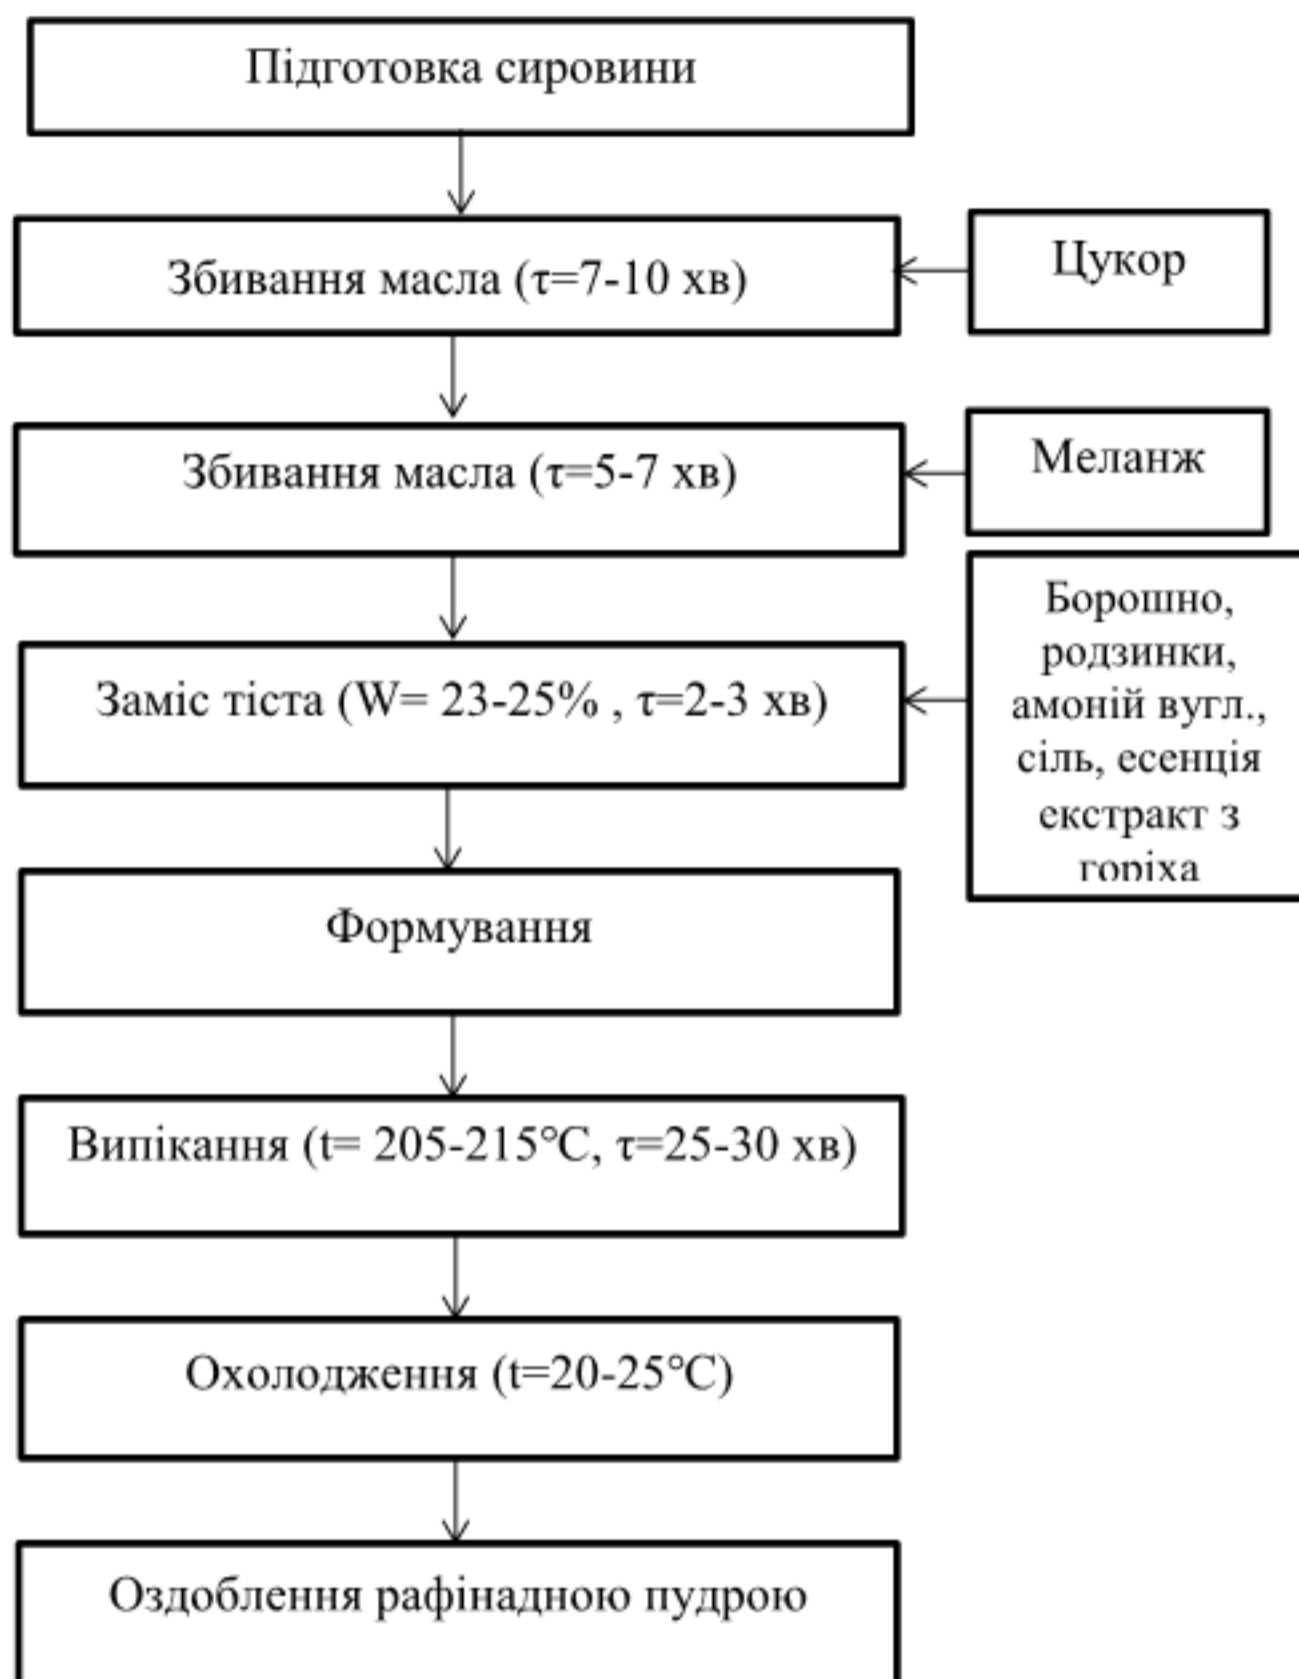 Підготовка сировини
Збивання масла (τ=7-10 хв)
Цукор
Збивання масла (τ=5-7 хв)
Меланж
Заміс тіста (W= 23-25% , τ=2-3 хв)
Борошно,
родзинки,
амоній вугл.,
сіль, есенція
екстракт з
горіха
Формування
Випікання (t= 205-215°C, τ=25-30 хв)
Охолодження (t=20-25°C)
Оздоблення рафінадною пудрою